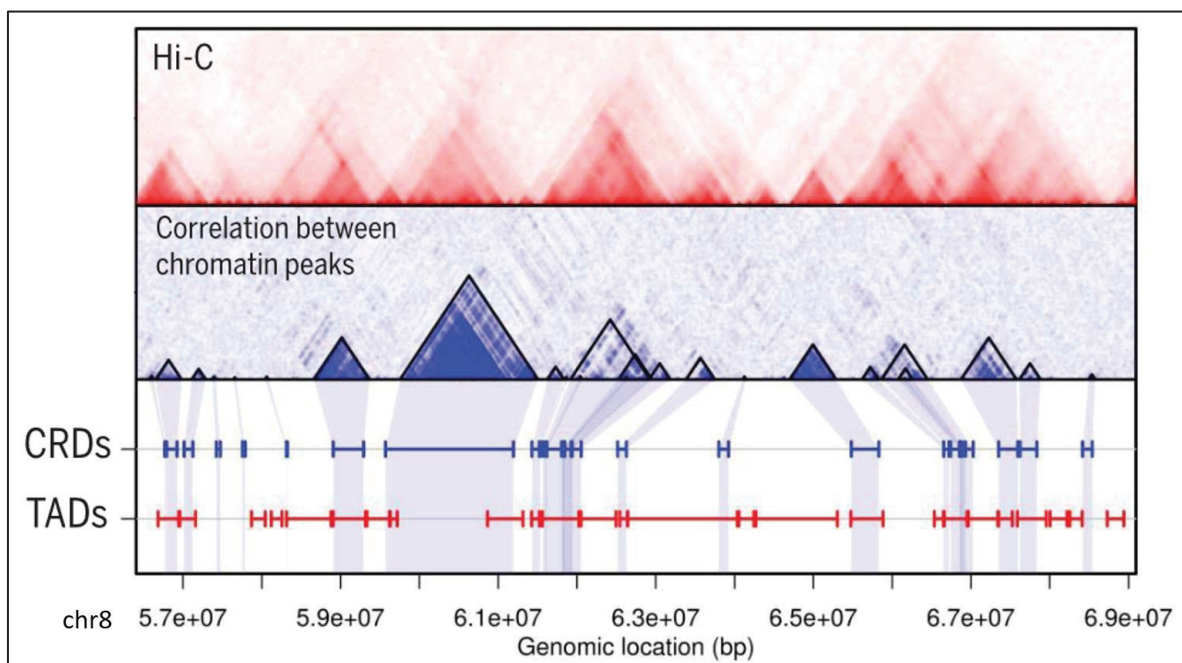 Hi-C
Correlation between
chromatin peaks
CRDs
TADs
chr8 5.7e+07 5.9e+07 6.1e+07 6.3e+07 6.5e+07 6.7e+07 6.9e+07
Genomic location (bp)